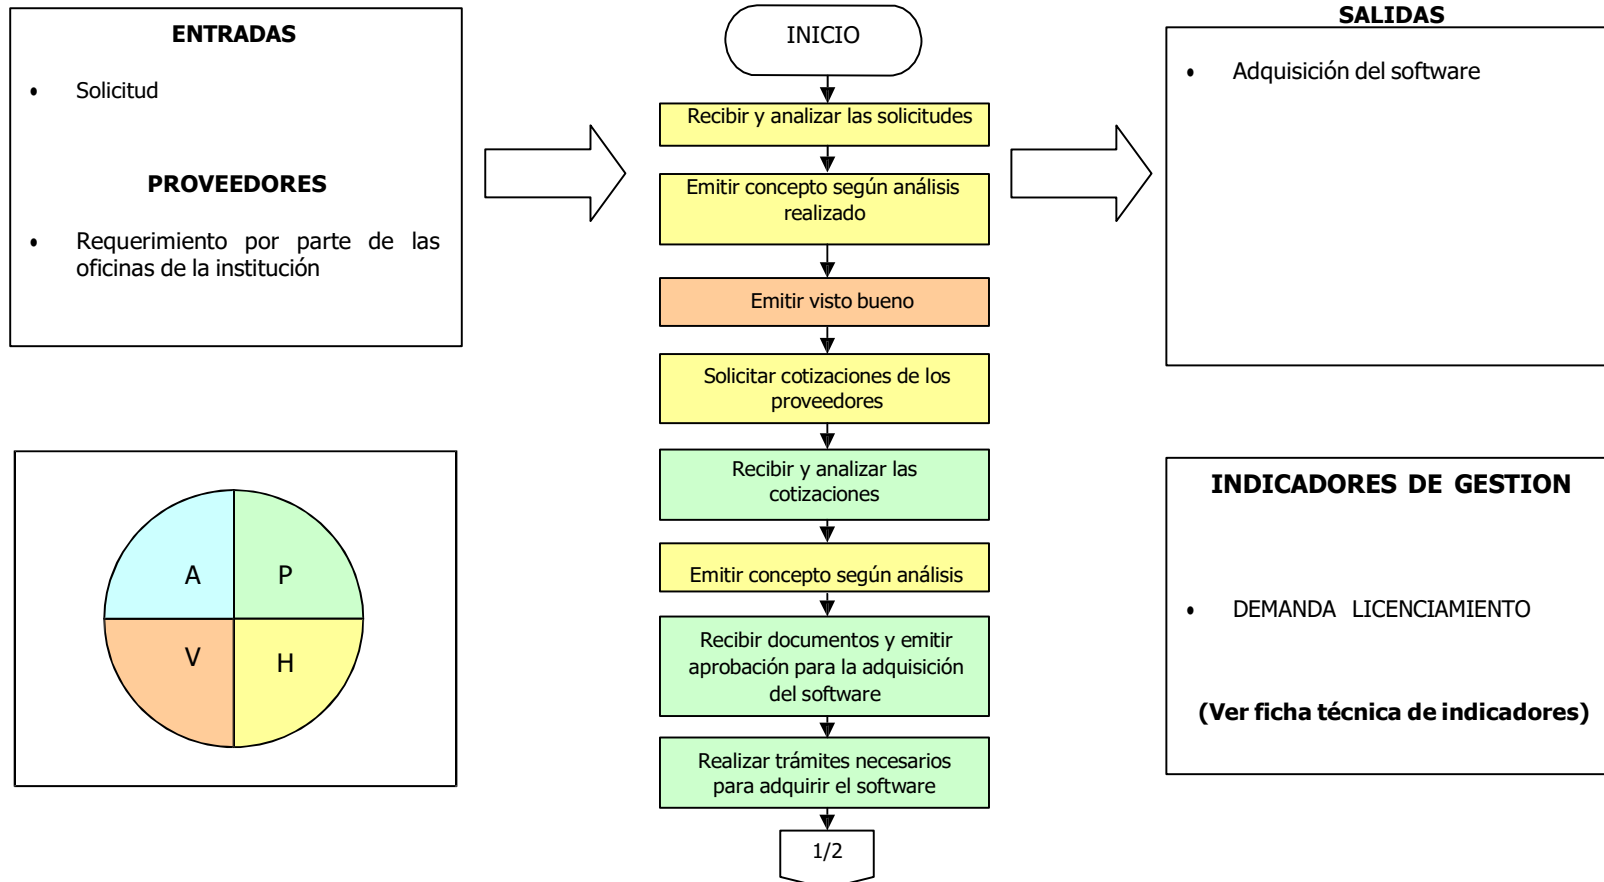 ENTRADAS
• Solicitud
PROVEEDORES
• Requerimiento por parte de las
oficinas de la institución
INICIO
Recibir y analizar las solicitudes
Emitir concepto según análisis
realizado
Emitir visto bueno
Solicitar cotizaciones de los
proveedores
Recibir y analizar las
cotizaciones
Emitir concepto según análisis
Recibir documentos y emitir
aprobación para la adquisición
del software
Realizar trámites necesarios
para adquirir el software
1/2
SALIDAS
• Adquisición del software
A
P
V
H
INDICADORES DE GESTION
• DEMANDA LICENCIAMIENTO
(Ver ficha técnica de indicadores)